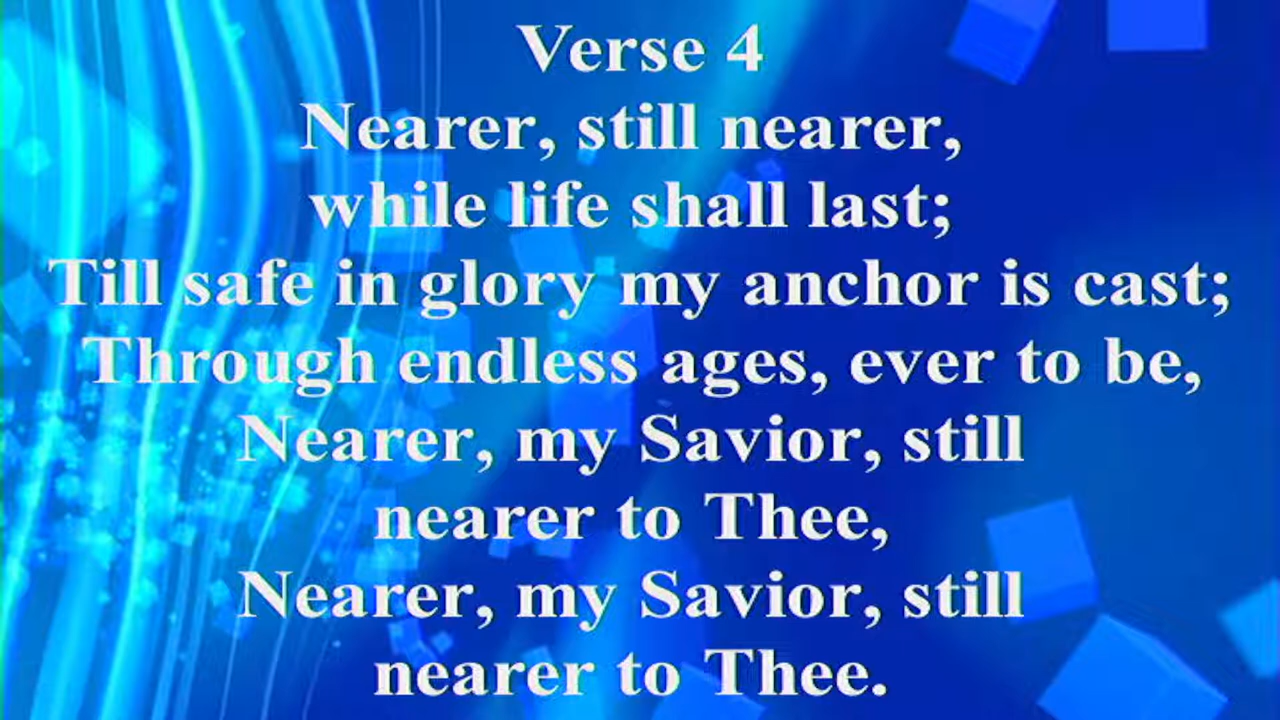 Verse 4
Nearer, still nearer,
while life shall last;
Till safe in glory my anchor is cast;
Through endless ages, ever to be,
Nearer, my Savior, still
nearer to Thee,
Nearer, my Savior, still
nearer to Thee.